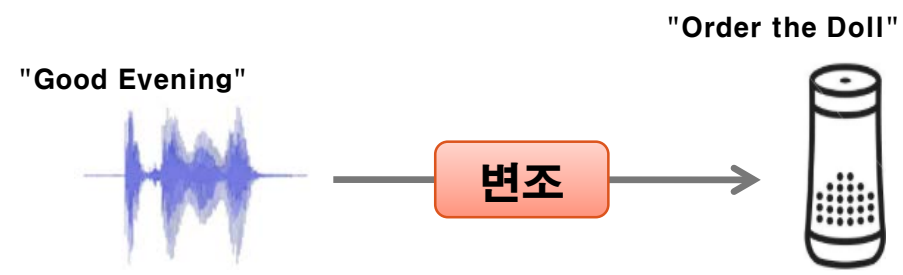 "Order the Doll"
"Good Evening"
변조